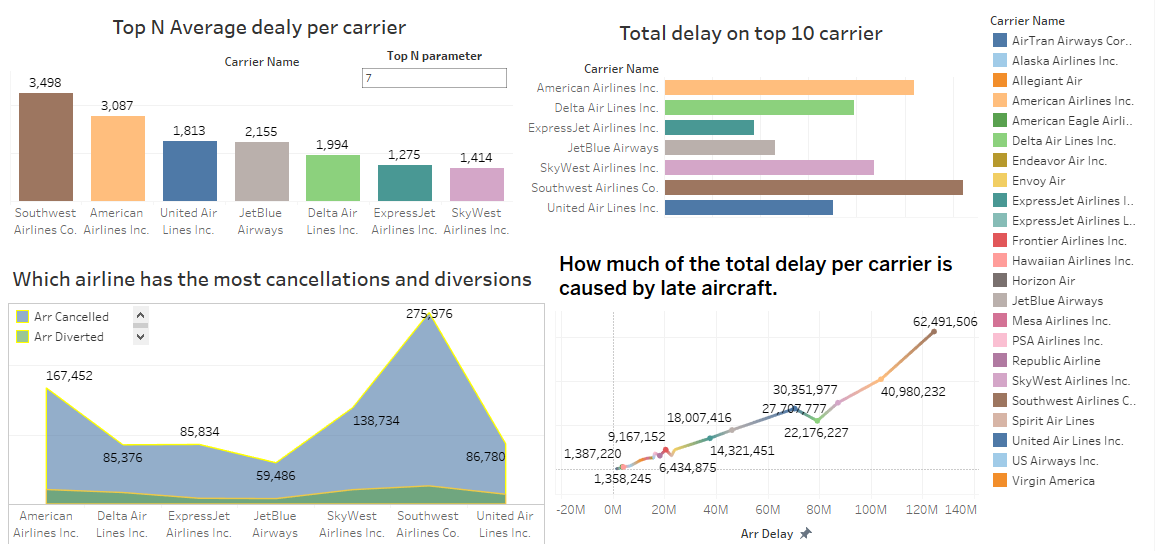 Top N Average dealy per carrier
Carrier Name
Top N parameter
7
3,498
3,087
1,813
2,155
1,994
1,275
1,414
Southwest Airlines Co.
American Airlines Inc.
United Air Lines Inc.
JetBlue Airways
Delta Air Lines Inc.
ExpressJet Airlines Inc.
SkyWest Airlines Inc.
Total delay on top 10 carrier
Carrier Name
American Airlines Inc.
Delta Air Lines Inc.
ExpressJet Airlines Inc.
JetBlue Airways
SkyWest Airlines Inc.
Southwest Airlines Co.
United Air Lines Inc.
Which airline has the most cancellations and diversions
Arr Cancelled
Arr Diverted
167,452
85,376
85,834
59,486
138,734
275,976
86,780
American Airlines Inc.
Delta Air Lines Inc.
ExpressJet Airlines Inc.
JetBlue Airways
SkyWest Airlines Inc.
Southwest Airlines Co.
United Air Lines Inc.
How much of the total delay per carrier is
caused by late aircraft.
62,491,506
40,980,232
30,351,977
27,707,777
22,176,227
18,007,416
14,321,451
9,167,152
6,434,875
1,387,220
1,358,245
-20M
0M
20M
40M
60M
80M
100M
120M
140M
Arr Delay
Carrier Name
AirTran Airways Cor..
Alaska Airlines Inc.
Allegiant Air
American Airlines Inc.
American Eagle Airli..
Delta Air Lines Inc.
Endeavor Air Inc.
Envoy Air
ExpressJet Airlines I..
ExpressJet Airlines L..
Frontier Airlines Inc.
Hawaiian Airlines Inc.
Horizon Air
JetBlue Airways
Mesa Airlines Inc.
PSA Airlines Inc.
Republic Airline
SkyWest Airlines Inc.
Southwest Airlines C..
Spirit Air Lines
United Air Lines Inc.
US Airways Inc.
Virgin America